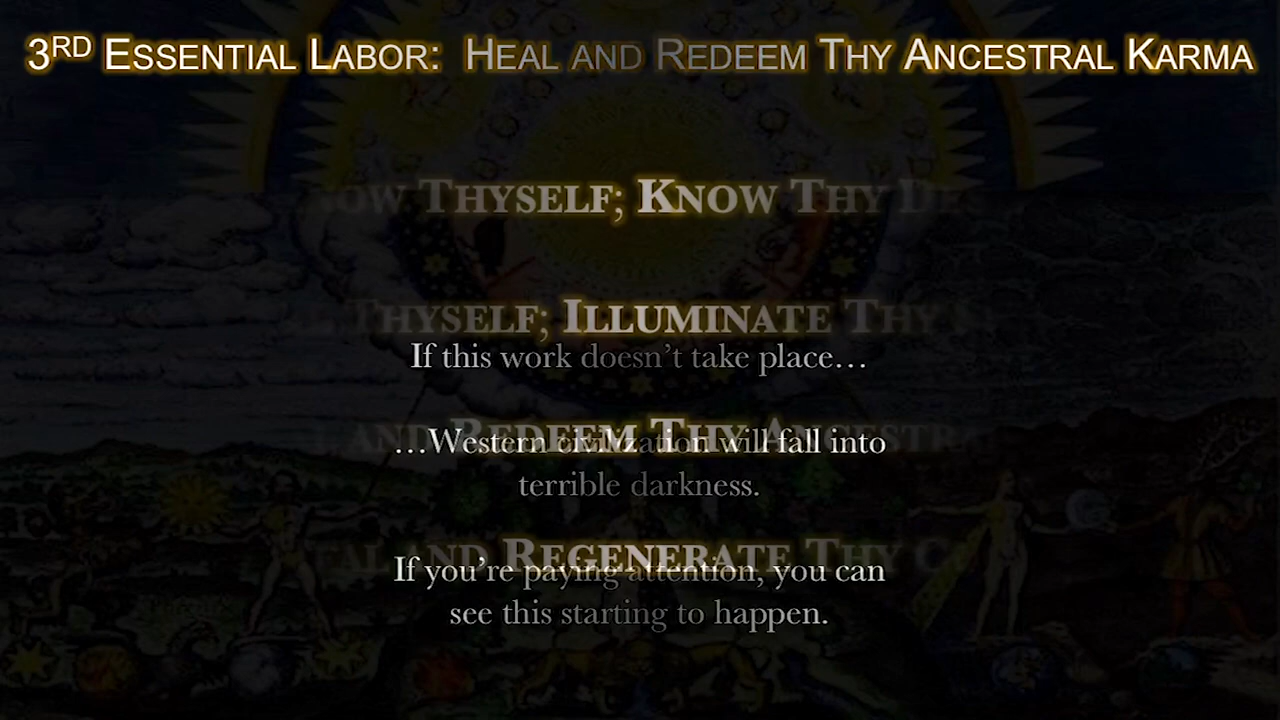 3RD ESSENTIAL LABOR: HEAL AND REDEEM THY ANCESTRAL KARMA
THYSELF; KNOW THY
THYSELF; ILLUMINATE THY
If this work doesn't take place…
AND REDEEM THY
…Western civilization will fall into
terrible darkness.
AND REGENERATE THY
If you're paying attention, you can
see this starting to happen.